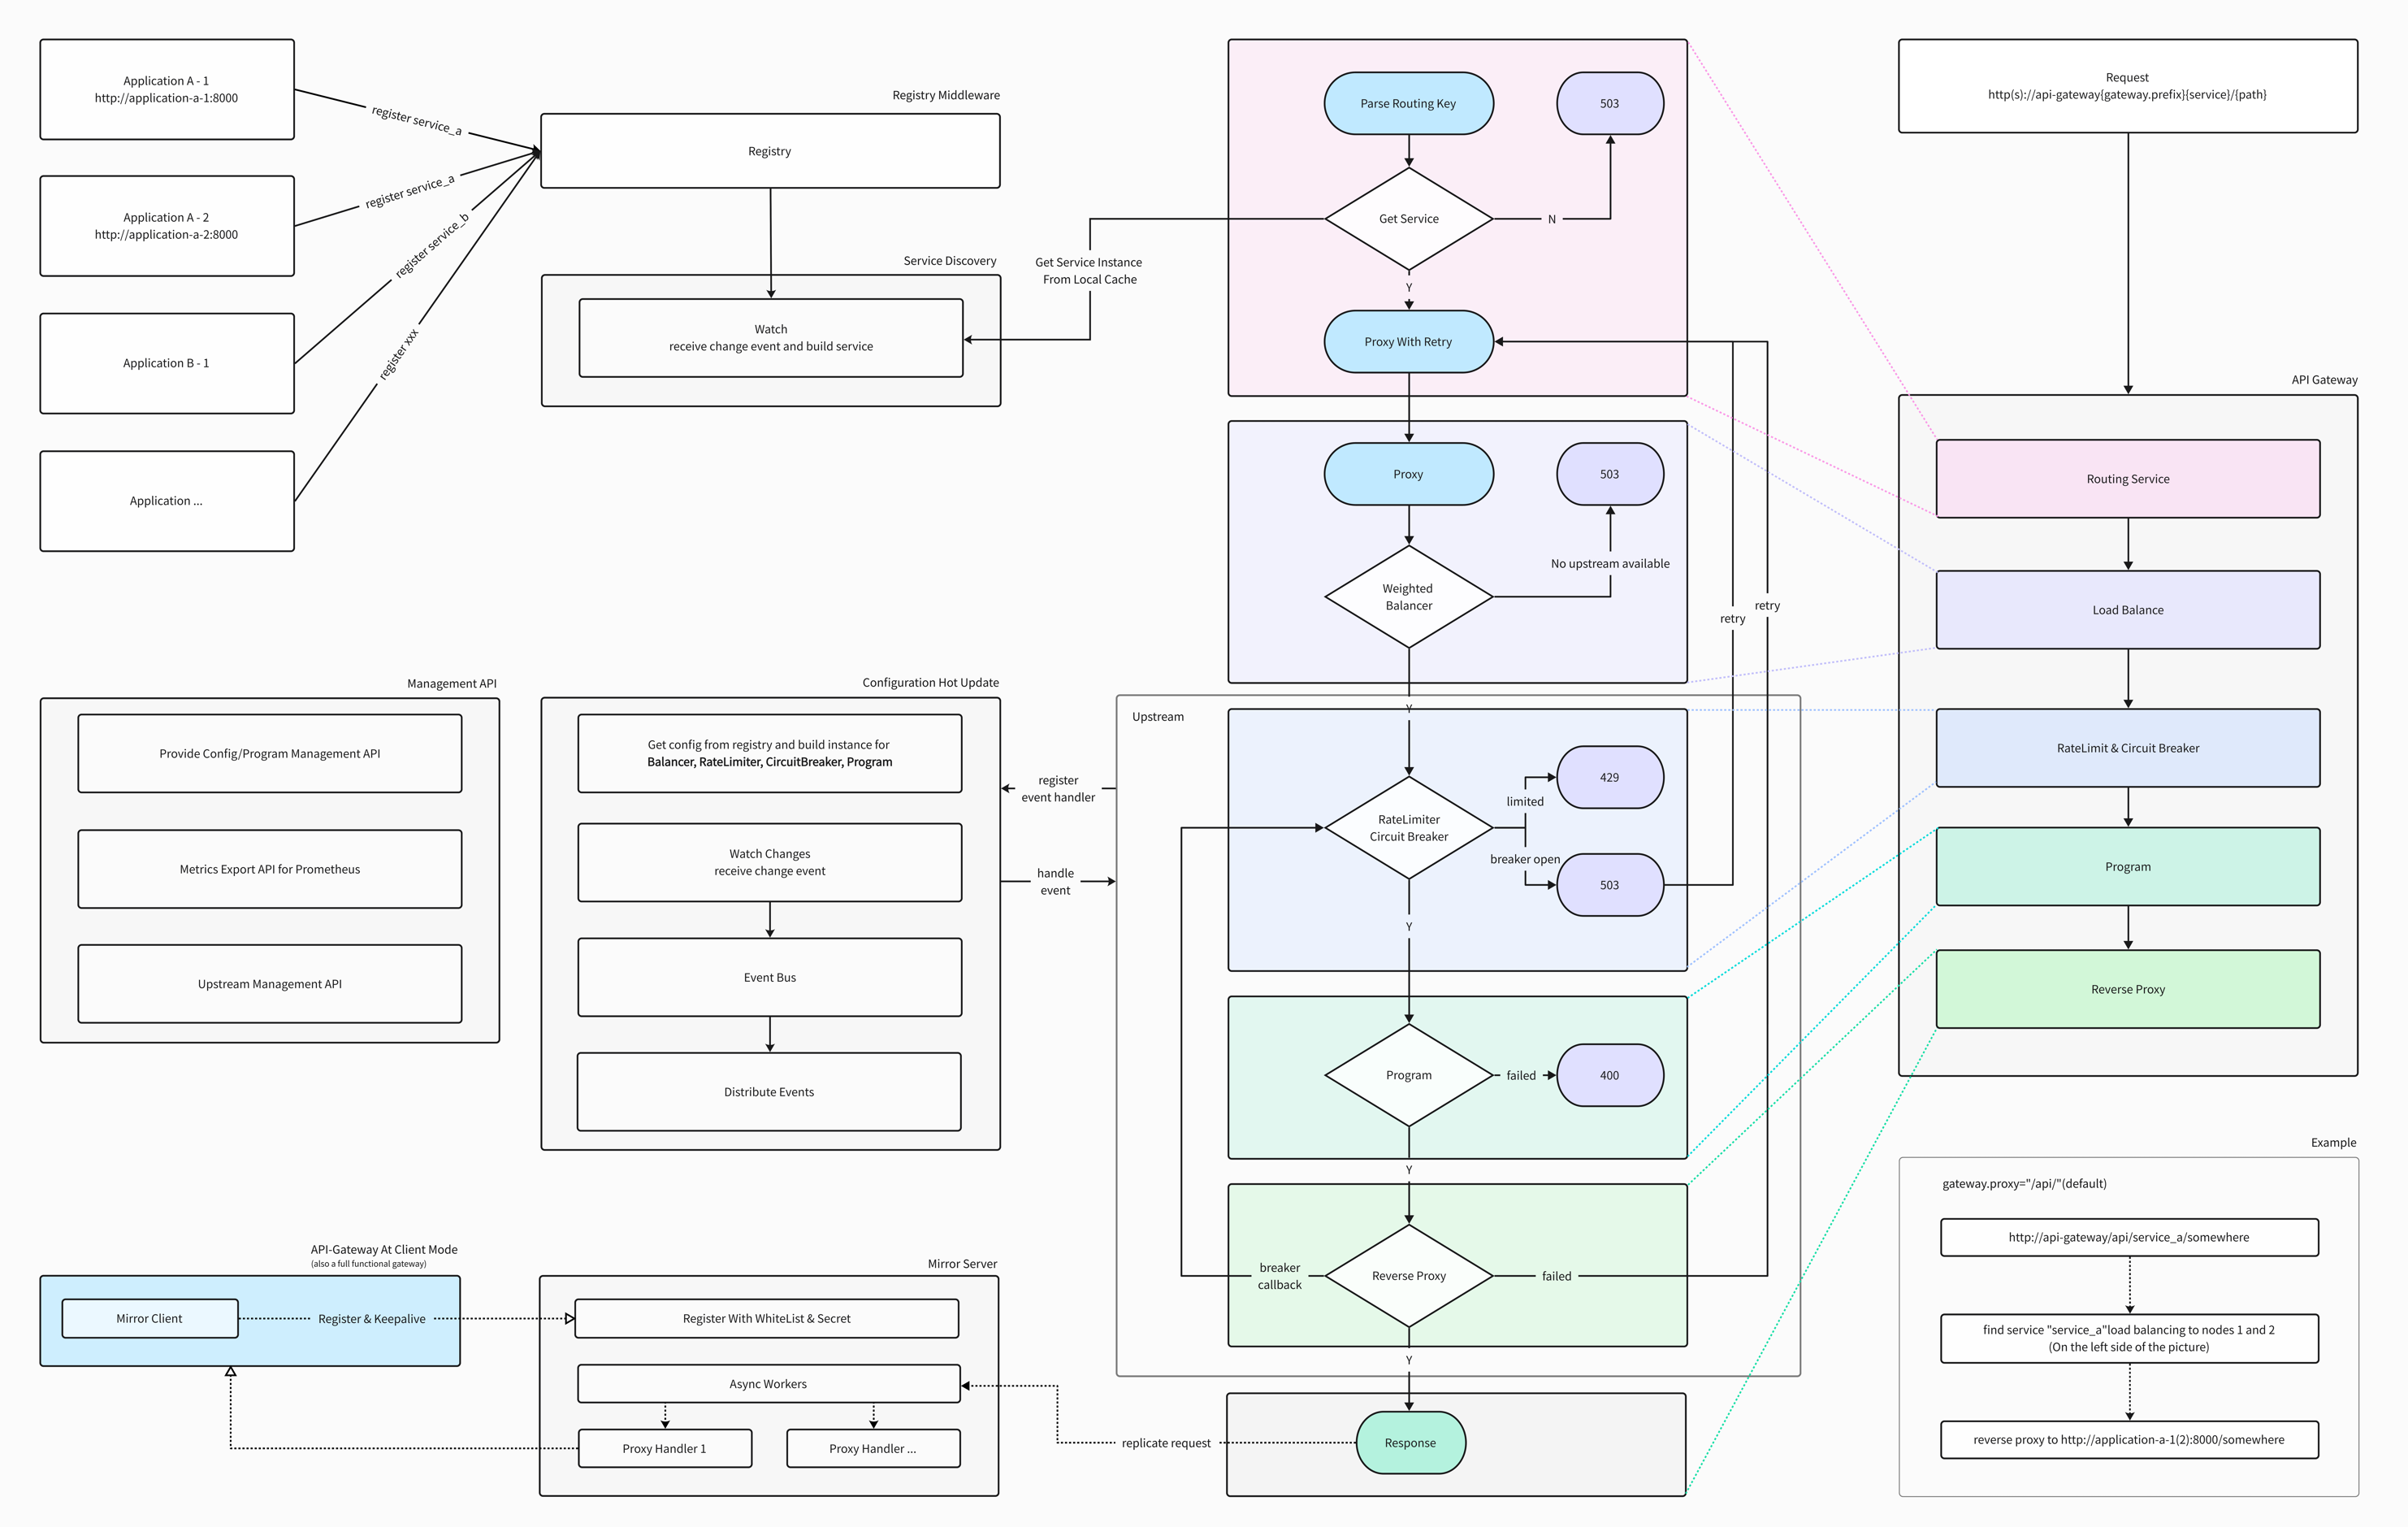 Application A - 1
http://application-a-1:8000
Application A - 2
http://application-a-2:8000
Application B - 1
Application ...
register service_a
register service_a
register service_b
register xxx
Registry Middleware
Registry
Service Discovery
Watch
receive change event and build service
Get Service Instance
From Local Cache
Parse Routing Key
503
Get Service
N
Y
Proxy With Retry
Proxy
503
No upstream available
Weighted
Balancer
retry
retry
Y
Upstream
RateLimiter
Circuit Breaker
limited
429
breaker open
503
Y
Program
failed
400
Y
Reverse Proxy
breaker
callback
failed
Y
Response
replicate request
Request
http(s)://api-gateway{gateway.prefix}{service}/{path}
API Gateway
Routing Service
Load Balance
RateLimit & Circuit Breaker
Program
Reverse Proxy
Management API
Provide Config/Program Management API
Metrics Export API for Prometheus
Upstream Management API
Configuration Hot Update
Get config from registry and build instance for
Balancer, RateLimiter, CircuitBreaker, Program
Watch Changes
receive change event
Event Bus
Distribute Events
register
event handler
handle
event
API-Gateway At Client Mode
(also a full functional gateway)
Mirror Client
Register & Keepalive
Mirror Server
Register With WhiteList & Secret
Async Workers
Proxy Handler 1
Proxy Handler ...
Example
gateway.proxy="/api/"(default)
http://api-gateway/api/service_a/somewhere
find service "service_a"load balancing to nodes 1 and 2
(On the left side of the picture)
reverse proxy to http://application-a-1(2):8000/somewhere